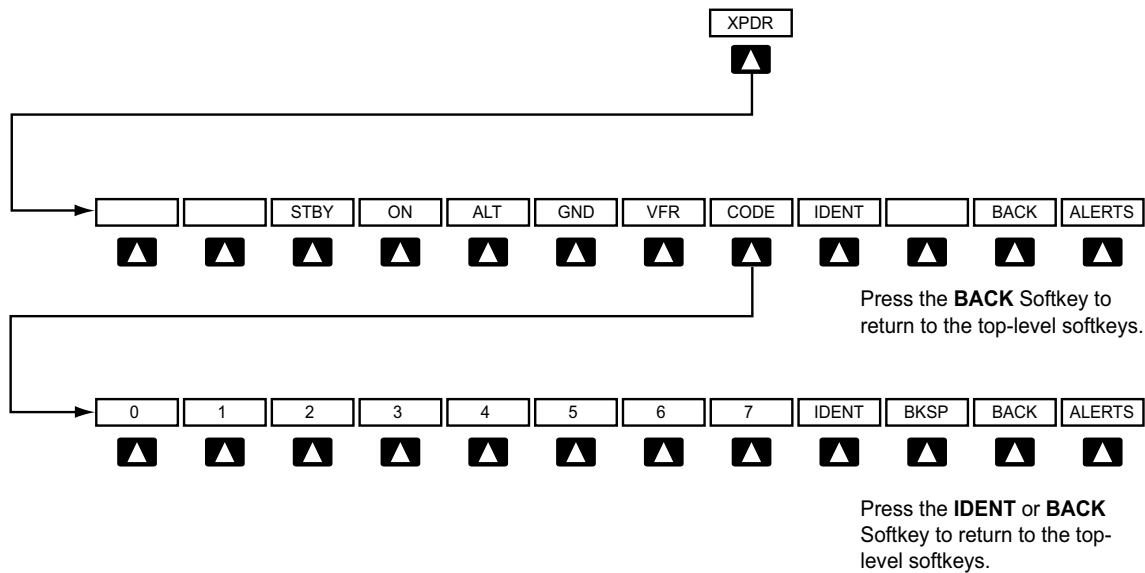 XPDR
STBY ON ALT GND VFR CODE IDENT BACK ALERTS
Press the BACK Softkey to
return to the top-level softkeys.
0 1 2 3 4 5 6 7 IDENT BKSP BACK ALERTS
Press the IDENT or BACK
Softkey to return to the top-
level softkeys.